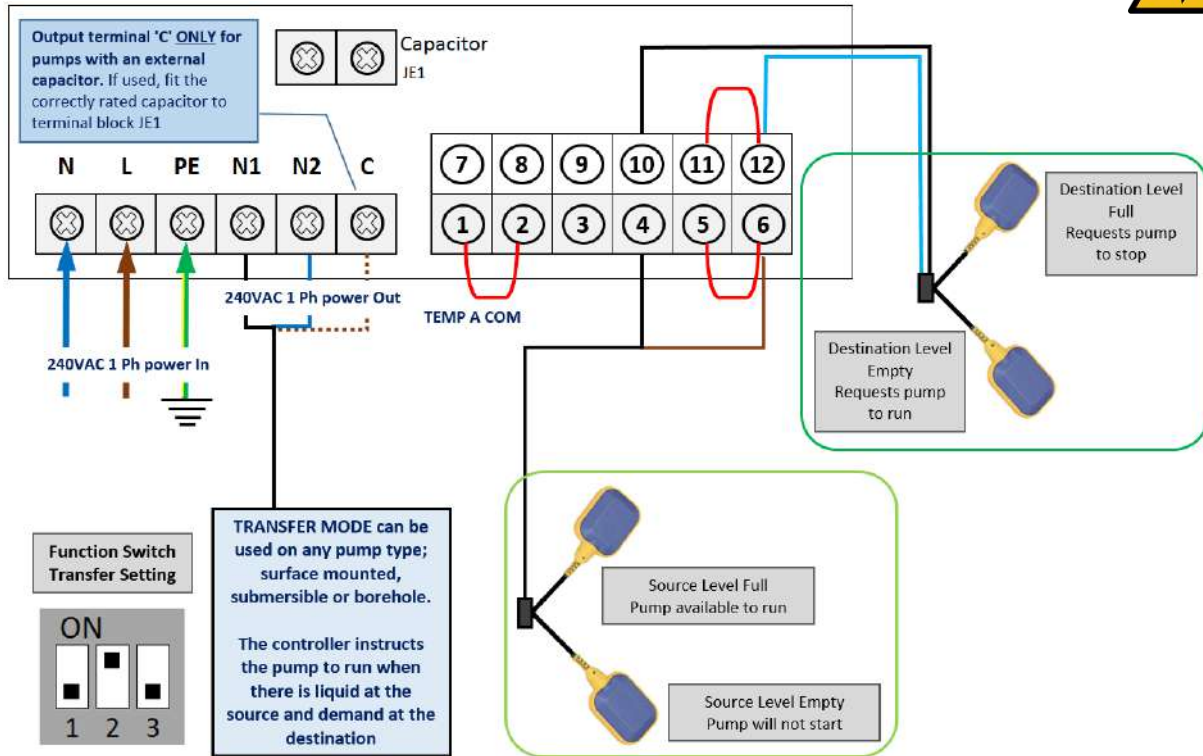 Output terminal 'C' ONLY for
pumps with an external
capacitor. If used, fit the
correctly rated capacitor to
terminal block JE1
Capacitor
JE1
N L PE N1 N2 C
7 8 9 10 11 12
1 2 3 4 5 6
240VAC 1 Ph power Out
TEMP A COM
240VAC 1 Ph power In
Destination Level
Full
Requests pump
to stop
Destination Level
Empty
Requests pump
to run
Function Switch
Transfer Setting
ON
1 2 3
TRANSFER MODE can be
used on any pump type;
surface mounted,
submersible or borehole.
The controller instructs
the pump to run when
there is liquid at the
source and demand at the
destination
Source Level Full
Pump available to run
Source Level Empty
Pump will not start